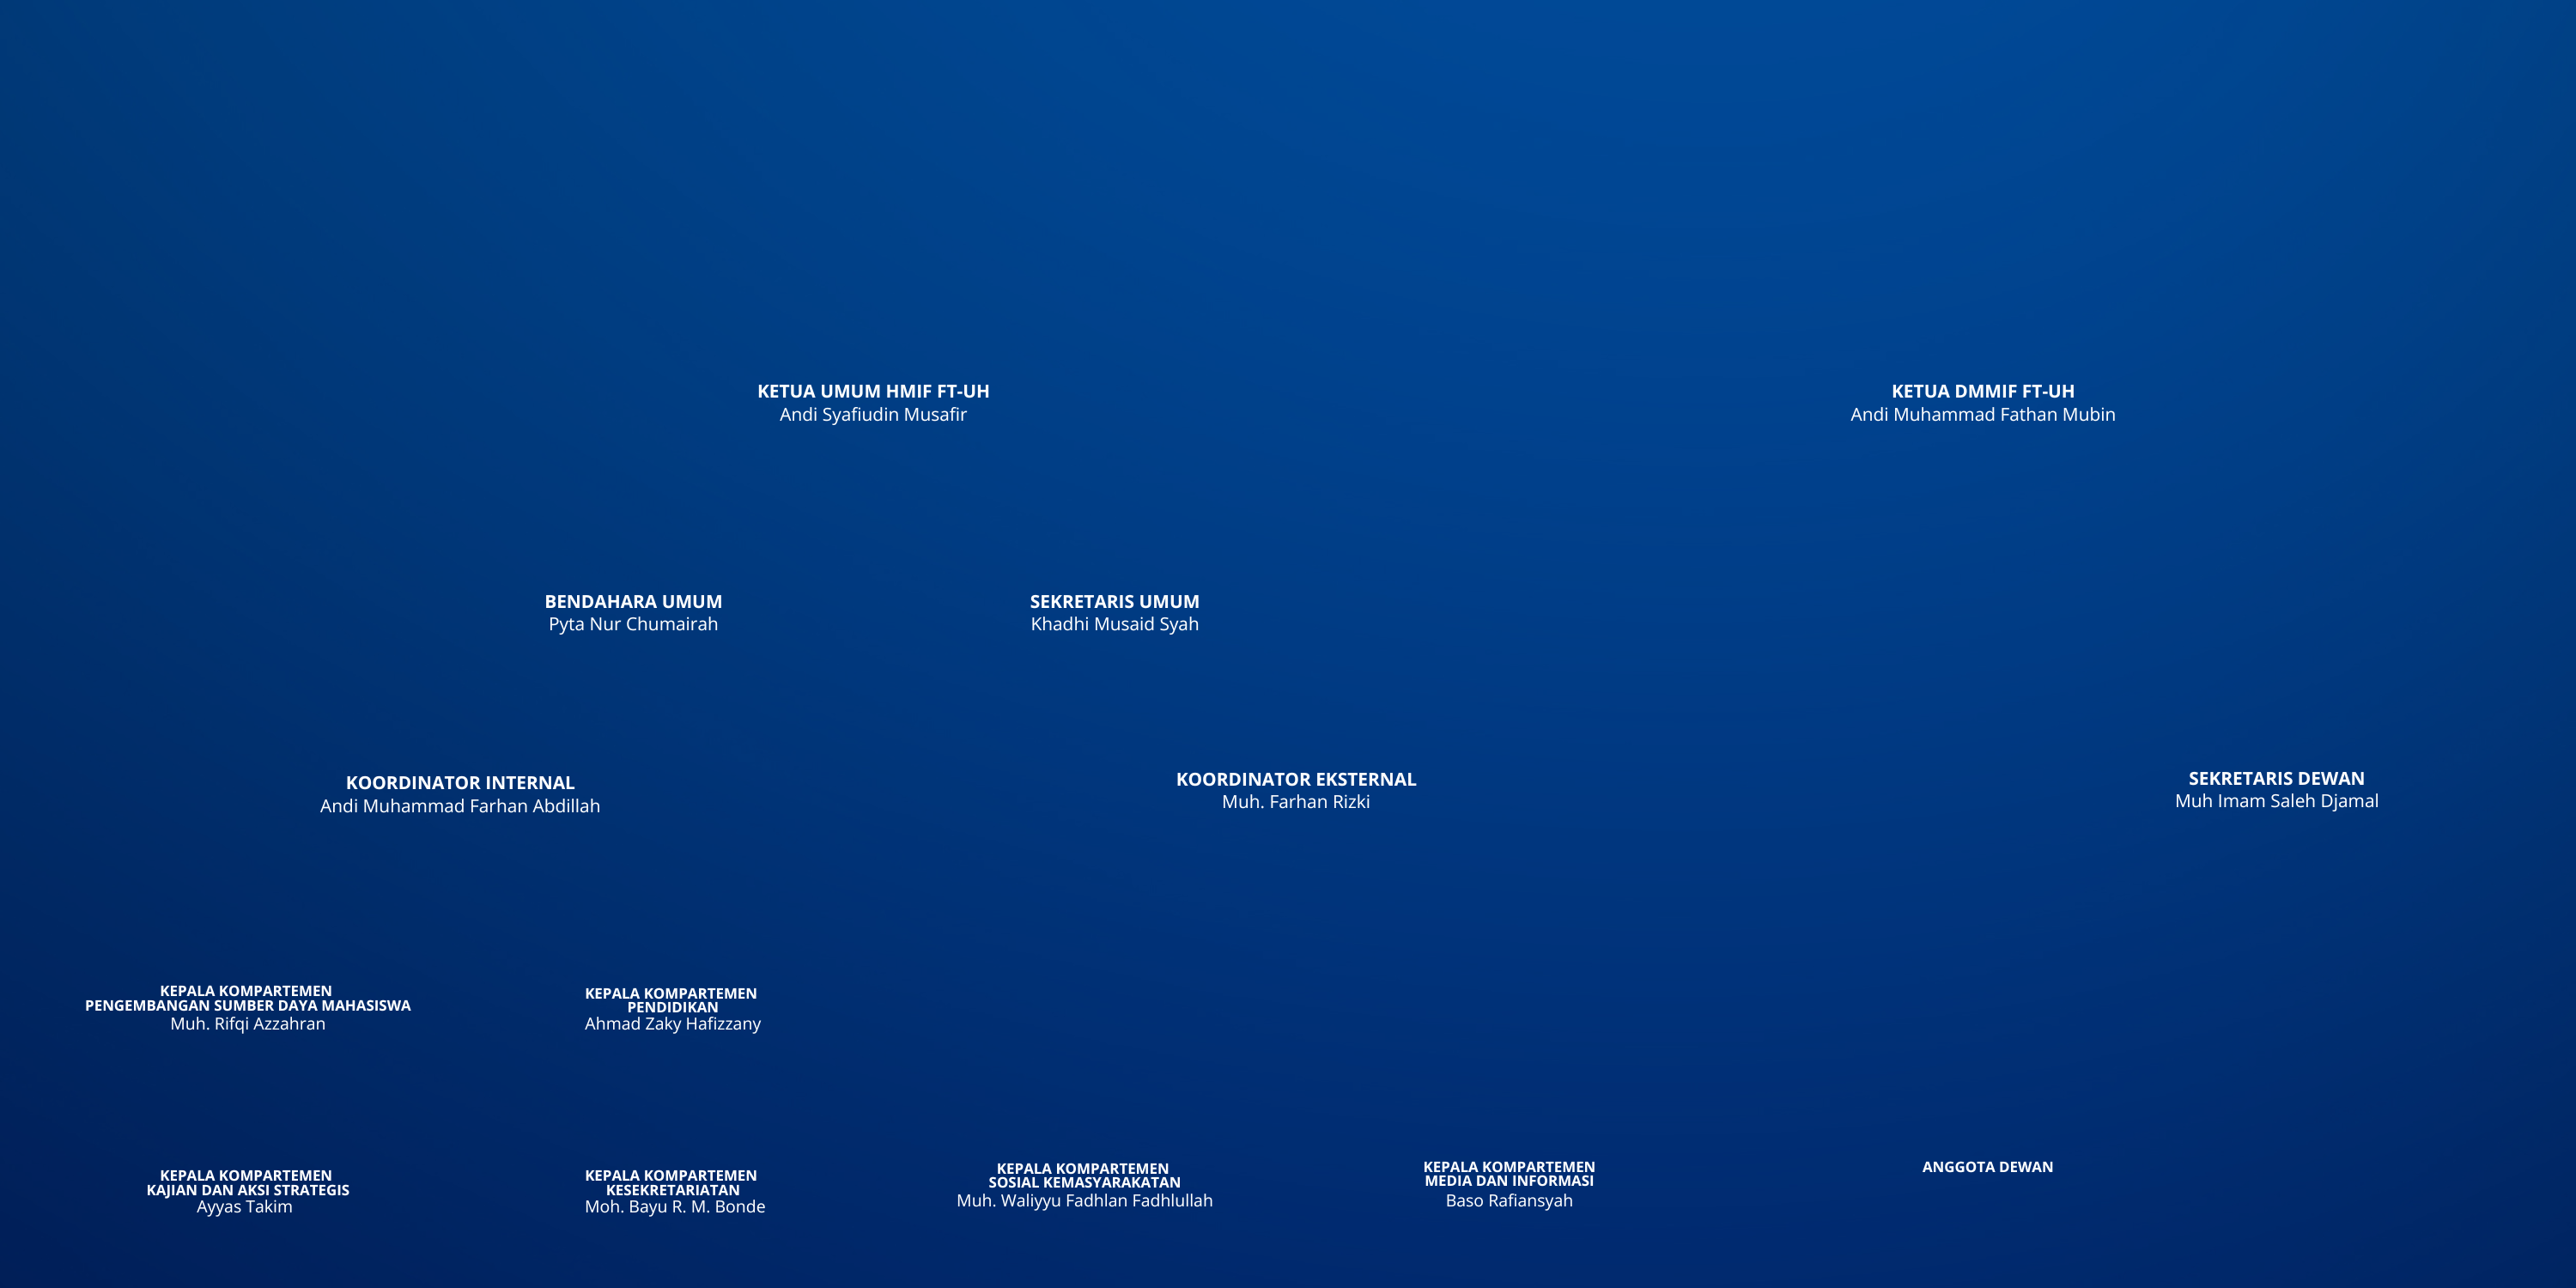 KETUA UMUM HMIF FT-UH
Andi Syafiudin Musafir
KETUA DMMIF FT-UH
Andi Muhammad Fathan Mubin
BENDAHARA UMUM
Pyta Nur Chumairah
SEKRETARIS UMUM
Khadhi Musaid Syah
KOORDINATOR INTERNAL
Andi Muhammad Farhan Abdillah
KOORDINATOR EKSTERNAL
Muh. Farhan Rizki
SEKRETARIS DEWAN
Muh Imam Saleh Djamal
KEPALA KOMPARTEMEN
PENGEMBANGAN SUMBER DAYA MAHASISWA
Muh. Rifqi Azzahran
KEPALA KOMPARTEMEN
PENDIDIKAN
Ahmad Zaky Hafizzany
KEPALA KOMPARTEMEN
KAJIAN DAN AKSI STRATEGIS
Ayyas Takim
KEPALA KOMPARTEMEN
KESEKRETARIATAN
Moh. Bayu R. M. Bonde
KEPALA KOMPARTEMEN
SOSIAL KEMASYARAKATAN
Muh. Waliyyu Fadhlan Fadhlullah
KEPALA KOMPARTEMEN
MEDIA DAN INFORMASI
Baso Rafiansyah
ANGGOTA DEWAN